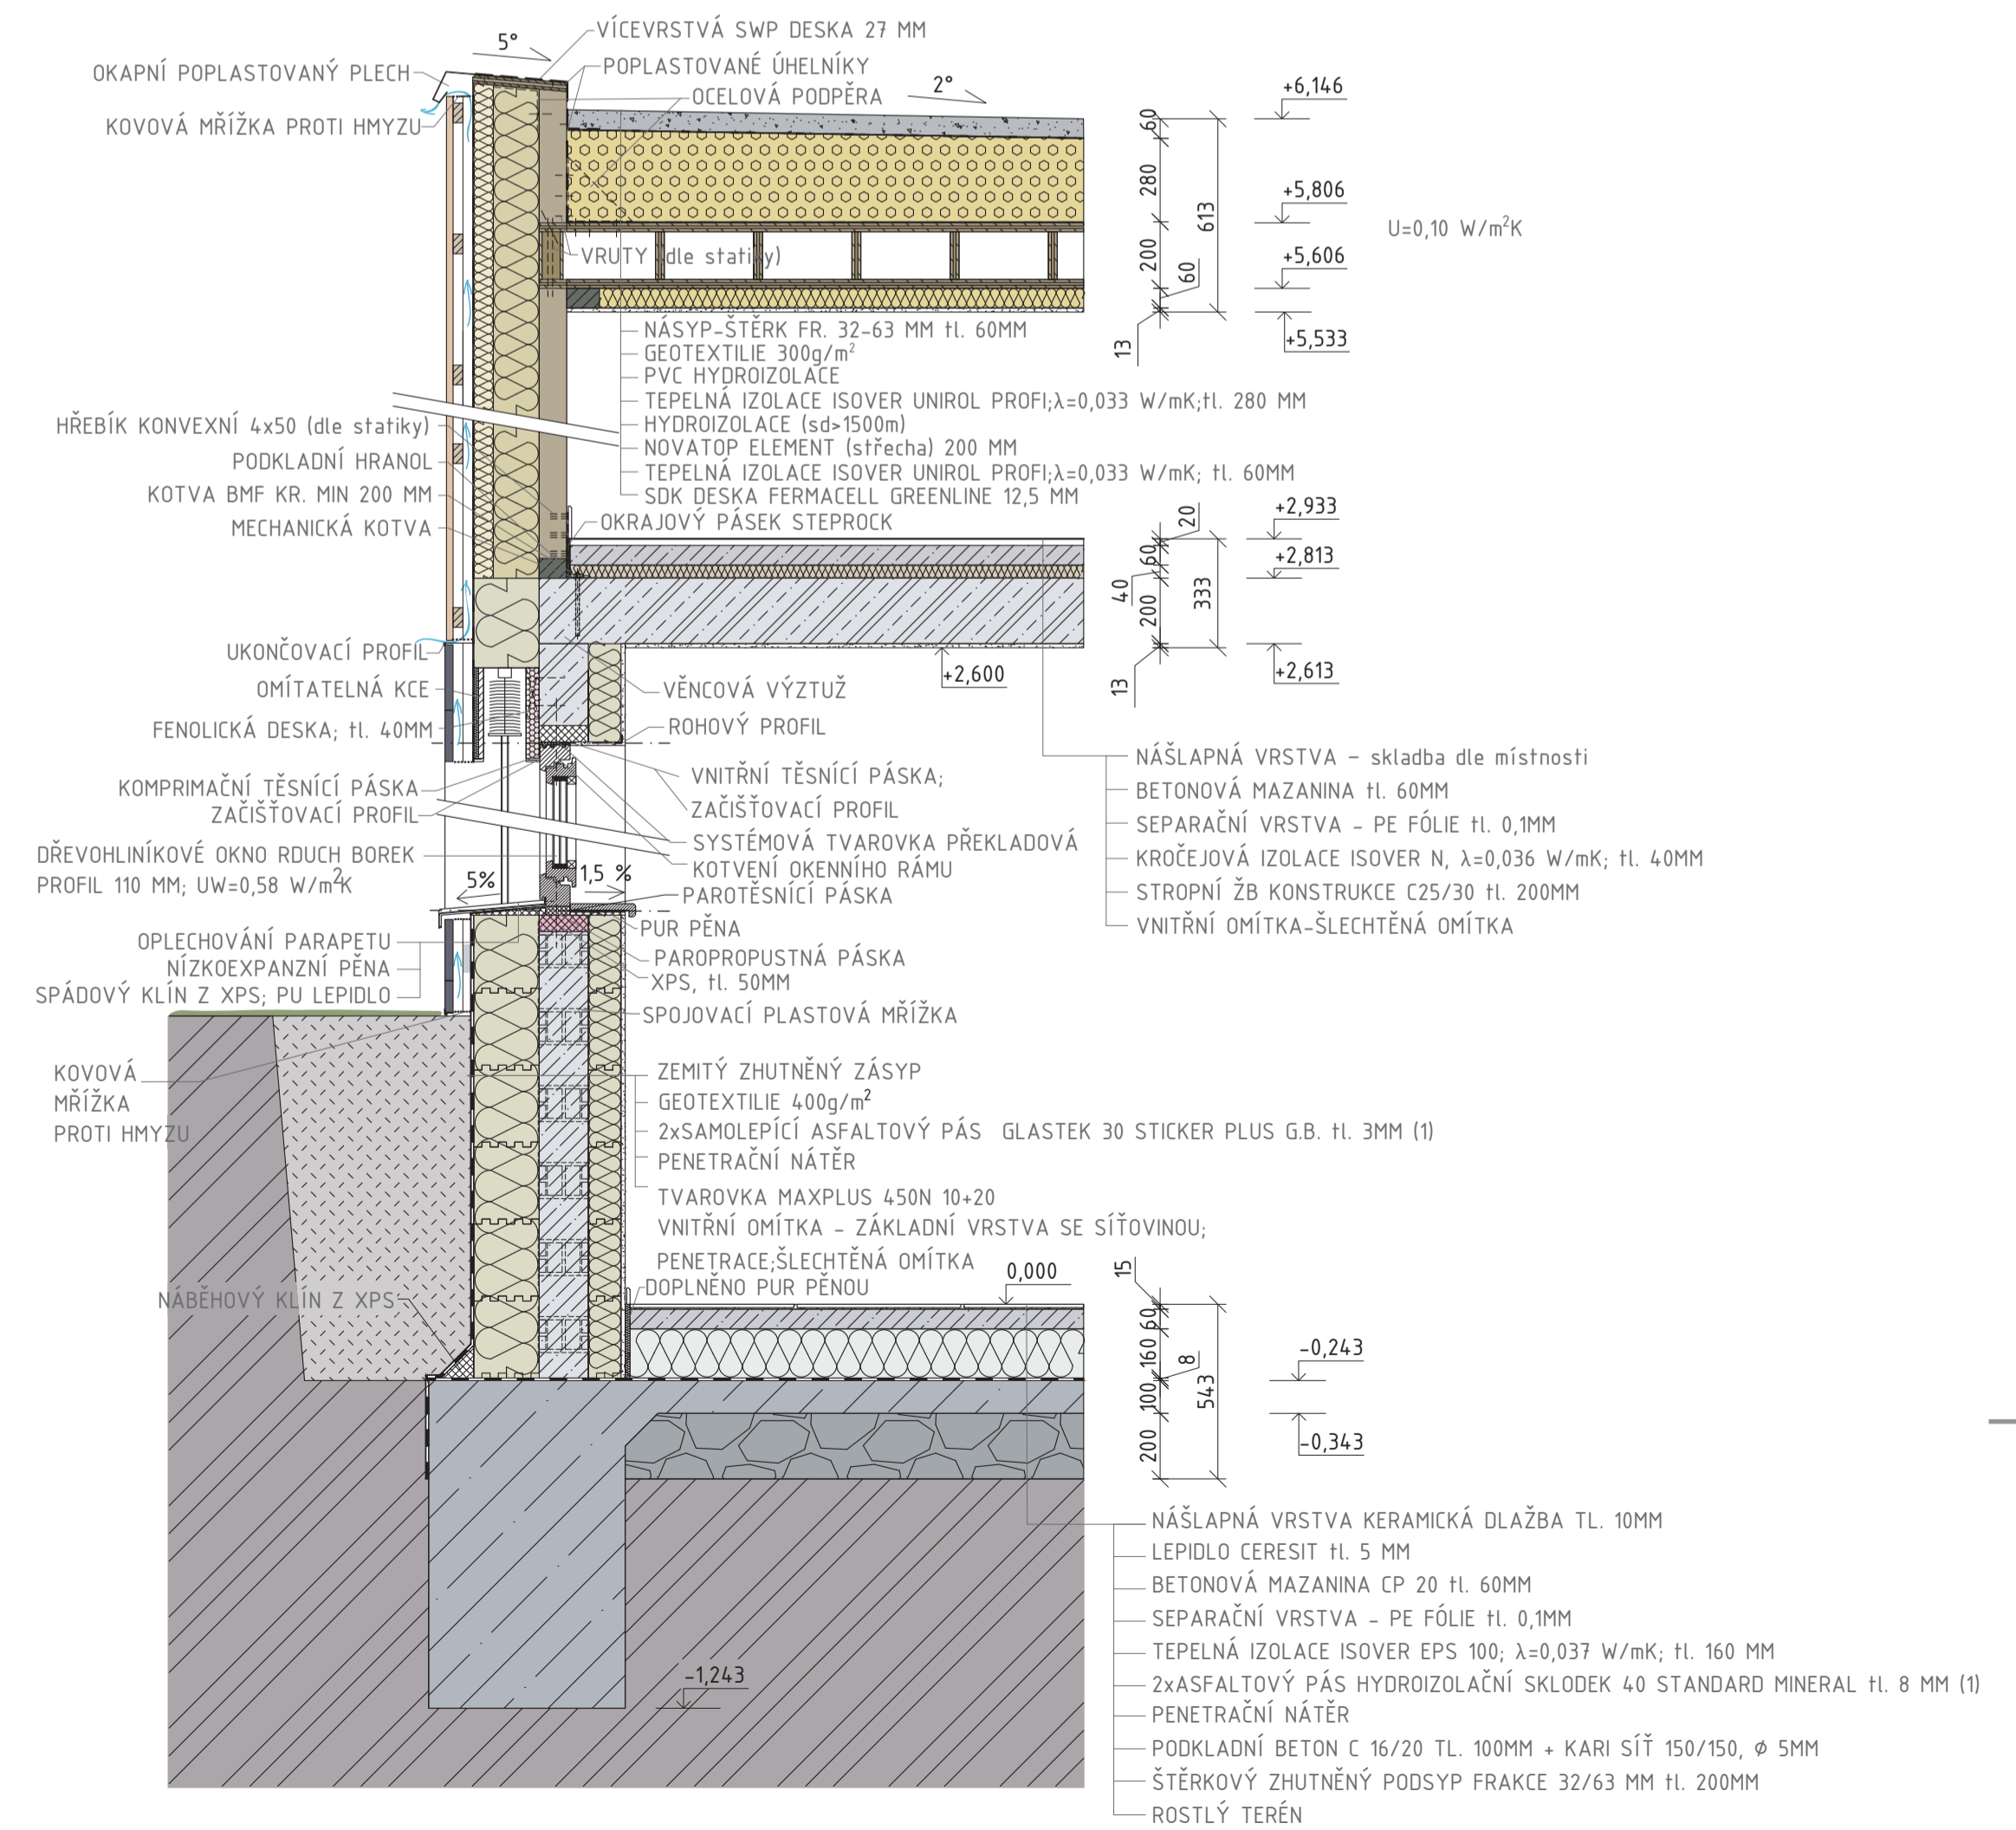 VÍCEVRSTVÁ SWP DESKA 27 MM
5°
OKAPNÍ POPLASTOVANÝ PLECH
POPLASTOVANÉ ÚHELNÍKY
OCELOVÁ PODPĚRA
2°
KOVOVÁ MŘÍŽKA PROTI HMYZU
VRUTY (dle statiky)
+6,146
60
280
+5,806
613
200
60
+5,606
13
+5,533
U=0,10 W/m²K
NÁSYP-ŠTĚRK FR. 32-63 MM tl. 60MM
GEOTEXTILIE 300g/m²
PVC HYDROIZOLACE
TEPELNÁ IZOLACE ISOVER UNIROL PROFI;λ=0,033 W/mK;tl. 280 MM
HYDROIZOLACE (sd>1500m)
NOVATOP ELEMENT (střecha) 200 MM
TEPELNÁ IZOLACE ISOVER UNIROL PROFI;λ=0,033 W/mK; tl. 60MM
SDK DESKA FERMACELL GREENLINE 12,5 MM
OKRAJOVÝ PÁSEK STEPROCK
HŘEBÍK KONVEXNÍ 4x50 (dle statiky)
PODKLADNÍ HRANOL
KOTVA BMF KR. MIN 200 MM
MECHANICKÁ KOTVA
20
+2,933
60
+2,813
40
333
200
13
+2,613
+2,600
UKONČOVACÍ PROFIL
OMÍTATELNÁ KCE
FENOLICKÁ DESKA; tl. 40MM
KOMPRIMAČNÍ TĚSNÍCÍ PÁSKA
ZAČIŠŤOVACÍ PROFIL
DŘEVOHLINÍKOVÉ OKNO RDUCH BOREK
PROFIL 110 MM; UW=0,58 W/m²K
VĚNCOVÁ VÝZTUŽ
ROHOVÝ PROFIL
VNITŘNÍ TĚSNÍCÍ PÁSKA;
ZAČIŠŤOVACÍ PROFIL
SYSTÉMOVÁ TVAROVKA PŘEKLADOVÁ
KOTVENÍ OKENNÍHO RÁMU
PAROTĚSNÍCÍ PÁSKA
5%
1,5 %
PUR PĚNA
PAROPROPUSTNÁ PÁSKA
XPS, tl. 50MM
SPOJOVACÍ PLASTOVÁ MŘÍŽKA
NÁŠLAPNÁ VRSTVA - skladba dle místnosti
BETONOVÁ MAZANINA tl. 60MM
SEPARAČNÍ VRSTVA - PE FÓLIE tl. 0,1MM
KROČEJOVÁ IZOLACE ISOVER N, λ=0,036 W/mK; tl. 40MM
STROPNÍ ŽB KONSTRUKCE C25/30 tl. 200MM
VNITŘNÍ OMÍTKA-ŠLECHTĚNÁ OMÍTKA
OPLECHOVÁNÍ PARAPETU
NÍZKOEXPANZNÍ PĚNA
SPÁDOVÝ KLÍN Z XPS; PU LEPIDLO
KOVOVÁ
MŘÍŽKA
PROTI HMYZU
ZEMITÝ ZHUTNĚNÝ ZÁSYP
GEOTEXTILIE 400g/m²
2xSAMOLEPÍCÍ ASFALTOVÝ PÁS GLASTEK 30 STICKER PLUS G.B. tl. 3MM (1)
PENETRAČNÍ NÁTĚR
TVAROVKA MAXPLUS 450N 10+20
VNITŘNÍ OMÍTKA - ZÁKLADNÍ VRSTVA SE SÍŤOVINOU;
PENETRACE;ŠLECHTĚNÁ OMÍTKA
DOPLNĚNO PUR PĚNOU
NÁBĚHOVÝ KLÍN Z XPS
0,000
15
60
160
8
100
543
200
-0,243
-0,343
-1,243
NÁŠLAPNÁ VRSTVA KERAMICKÁ DLAŽBA TL. 10MM
LEPIDLO CERESIT tl. 5 MM
BETONOVÁ MAZANINA CP 20 tl. 60MM
SEPARAČNÍ VRSTVA - PE FÓLIE tl. 0,1MM
TEPELNÁ IZOLACE ISOVER EPS 100; λ=0,037 W/mK; tl. 160 MM
2xASFALTOVÝ PÁS HYDROIZOLAČNÍ SKLODEK 40 STANDARD MINERAL tl. 8 MM (1)
PENETRAČNÍ NÁTĚR
PODKLADNÍ BETON C 16/20 TL. 100MM + KARI SÍŤ 150/150, Ø 5MM
ŠTĚRKOVÝ ZHUTNĚNÝ PODSYP FRAKCE 32/63 MM tl. 200MM
ROSTLÝ TERÉN